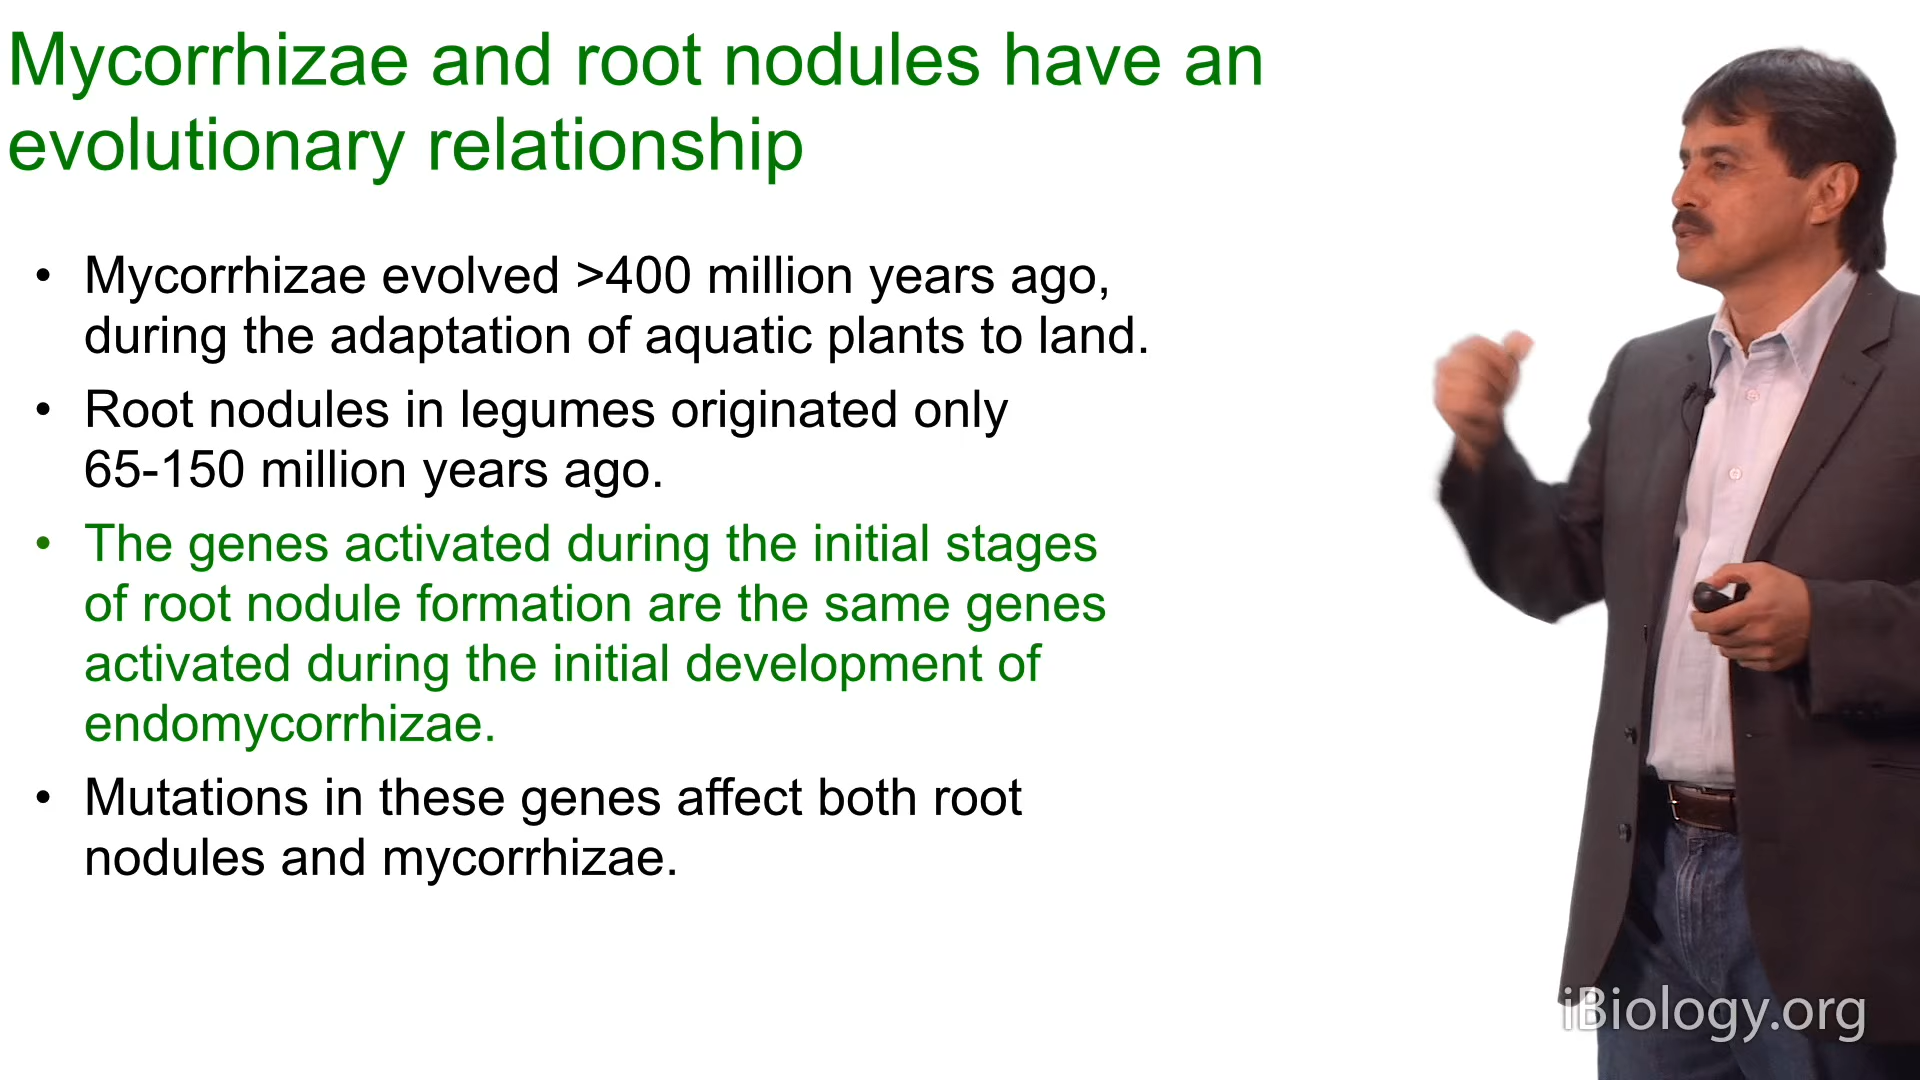 Mycorrhizae and root nodules have an
evolutionary relationship
• Mycorrhizae evolved >400 million years ago,
during the adaptation of aquatic plants to land.
• Root nodules in legumes originated only
65-150 million years ago.
• The genes activated during the initial stages
of root nodule formation are the same genes
activated during the initial development of
endomycorrhizae.
• Mutations in these genes affect both root
nodules and mycorrhizae.
iBiology.org